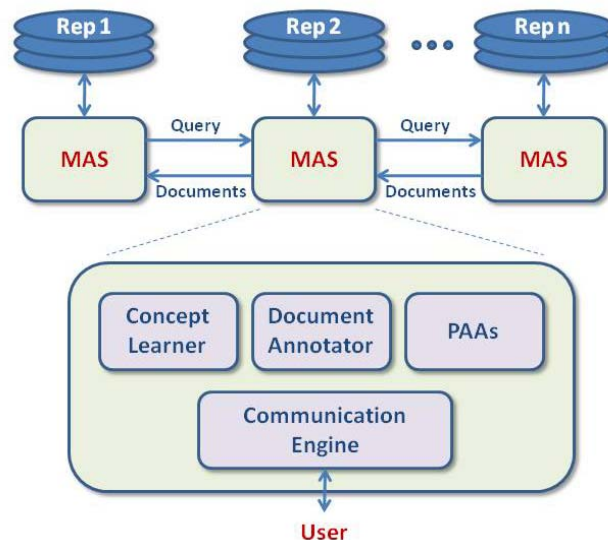 Rep 1
Rep 2
Rep n
Query
Query
MAS
MAS
MAS
Documents
Documents
Concept
Learner
Document
Annotator
PAAs
Communication
Engine
User